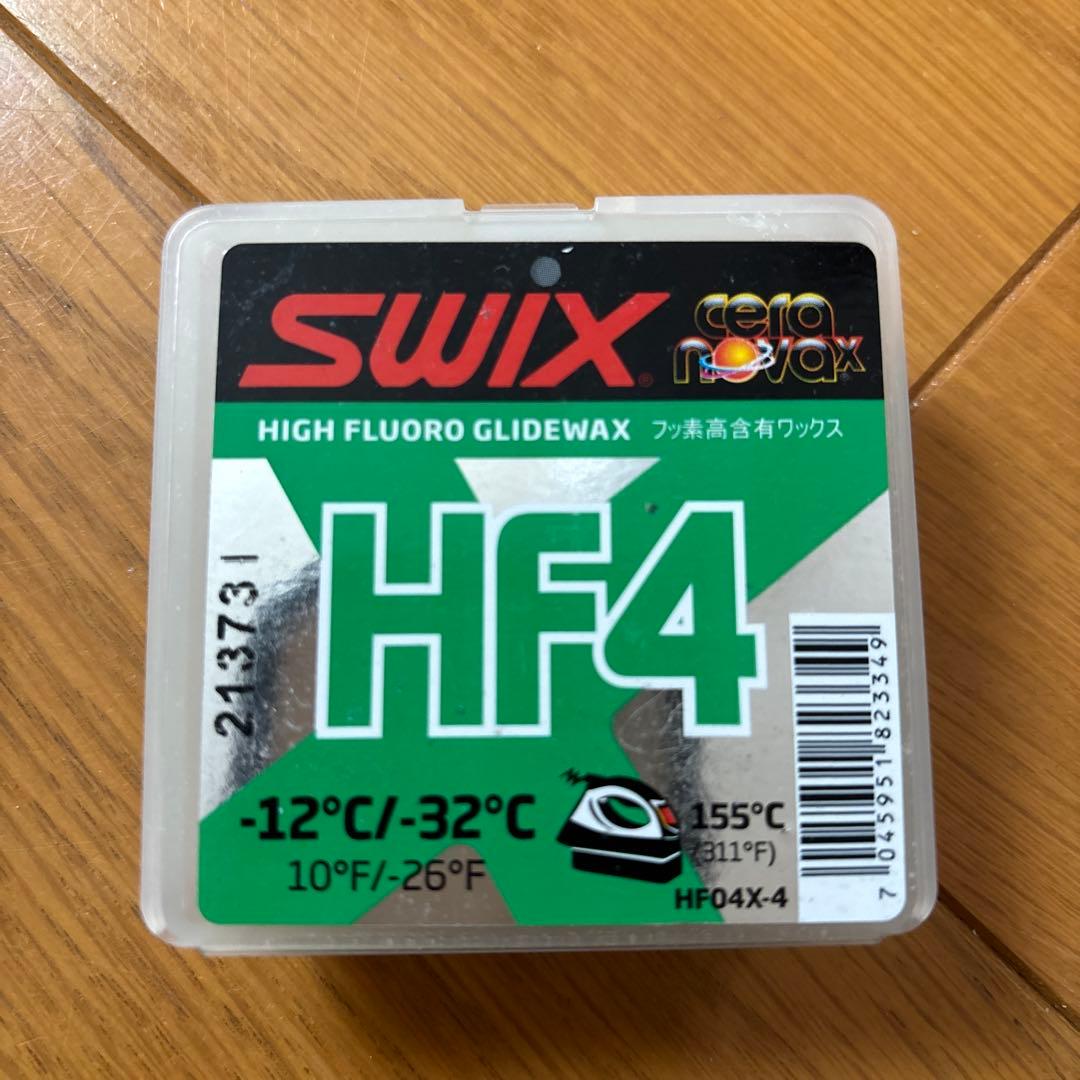 SWIX®
cera
novax
HIGH FLUORO GLIDEWAX フッ素高含有ワックス
HF4
213731
-12°C/-32°C
10°F/-26°F
155°C
(311°F)
HF04X-4
7 045951 823349